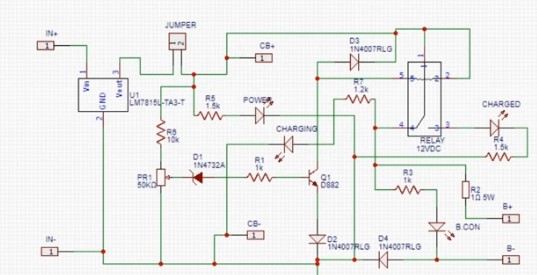 JUMPER
1 2
IN+
1
CB+
1
D3
1N4007RLG
1
3
Vin
Vout
GND
2
U1
LM7815L-TA3-T
R6
1.5k
POWER
R7
1.2k
1
5
2
4
3
RELAY
12VDC
CHARGED
R4
1.5k
R5
10k
CHARGING
PR1
50KΩ
D1
1N4732A
R1
1k
Q1
D882
R3
1k
R2
1Ω 5W
B+
1
B.CON
IN-
1
CB-
1
D2
1N4007RLG
D4
1N4007RLG
B-
1